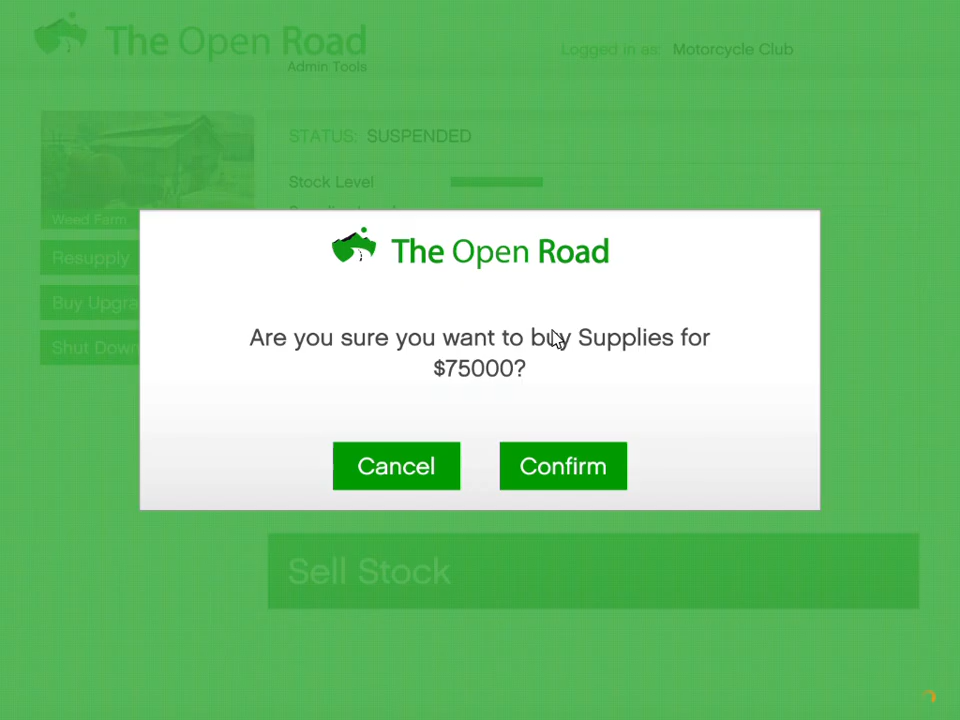 The Open Road
Admin Tools
Logged in as: Motorcycle Club
STATUS: SUSPENDED
Stock Level
Weed Farm
Resupply
Buy Upgra
Shut Down
The Open Road
Are you sure you want to buy Supplies for
$75000?
Cancel
Confirm
Sell Stock